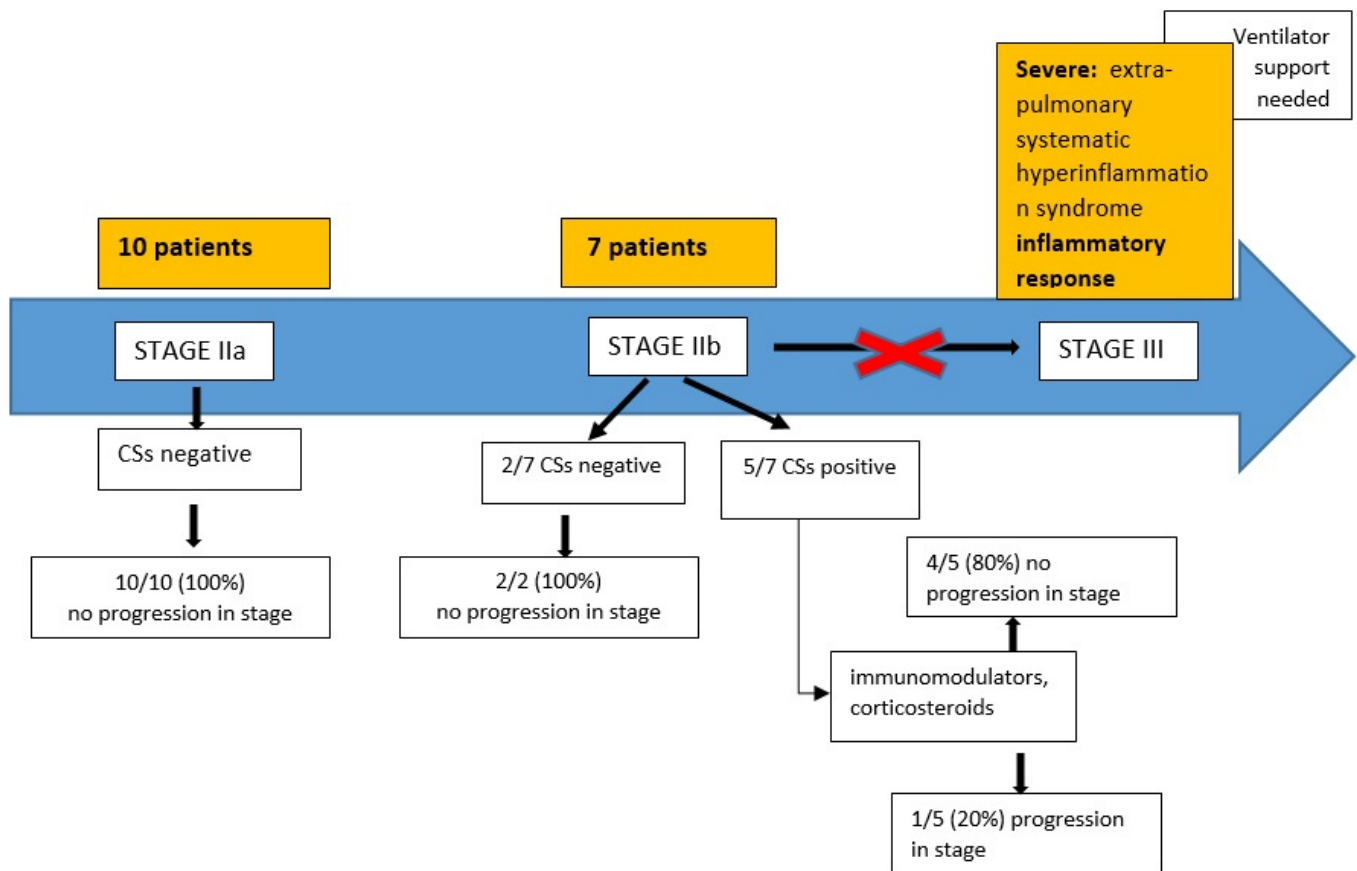 Ventilator
support
needed
Severe: extra-
pulmonary
systematic
hyperinflammatio
n syndrome
inflammatory
response
10 patients
7 patients
STAGE IIa
STAGE IIb
STAGE III
CSs negative
2/7 CSs negative
5/7 CSs positive
10/10 (100%)
no progression in stage
2/2 (100%)
no progression in stage
4/5 (80%) no
progression in stage
immunomodulators,
corticosteroids
1/5 (20%) progression
in stage